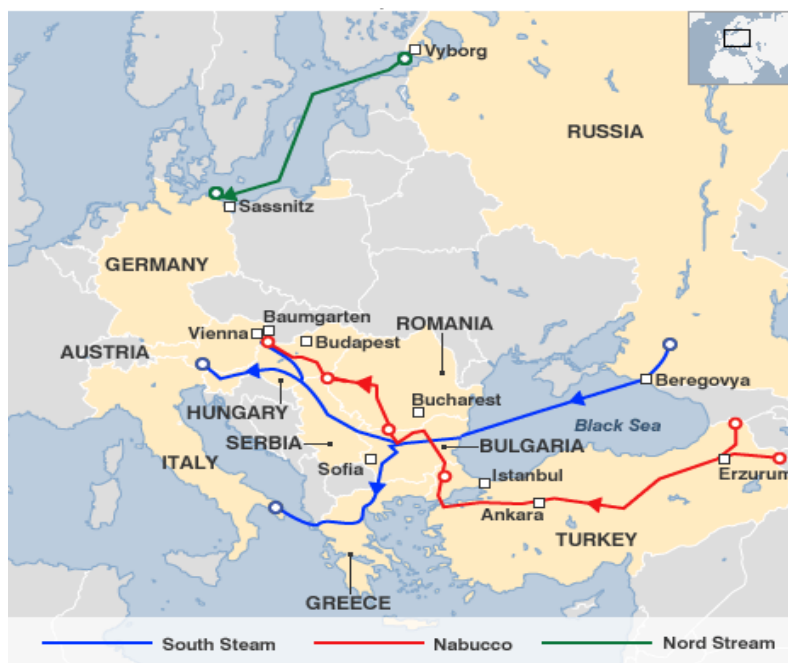 Vyborg
RUSSIA
Sassnitz
GERMANY
Baumgarten
Vienna
Budapest
ROMANIA
AUSTRIA
Beregovya
HUNGARY
Bucharest
Black Sea
SERBIA
BULGARIA
ITALY
Sofia
Istanbul
Erzurum
Ankara
TURKEY
GREECE
South Steam
Nabucco
Nord Stream